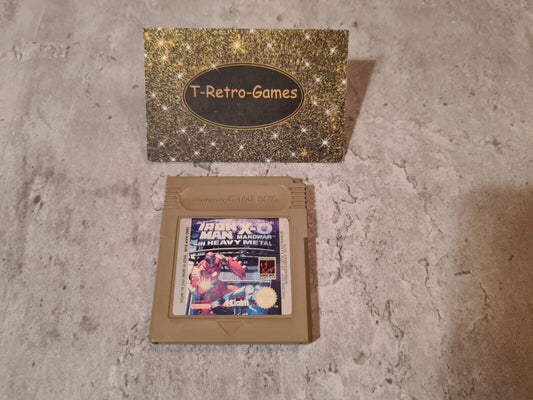 T-Retro-Games
Nintendo GAME BOY
IRON MAN X-O
MANOWAR
IN HEAVY METAL
Acclaim